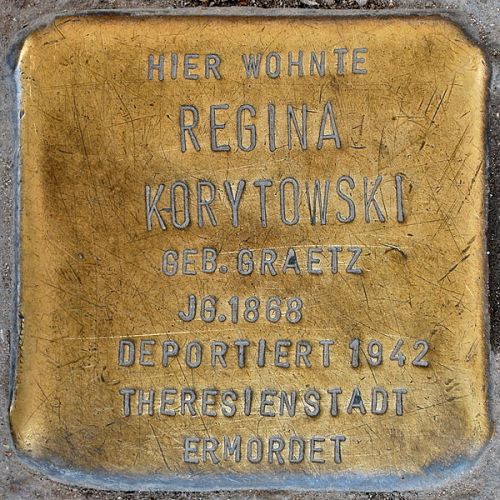 HIER WOHNTE
REGINA
KORYTOWSKI
GEB. GRAETZ
JG. 1868
DEPORTIERT 1942
THERESIENSTADT
ERMORDET